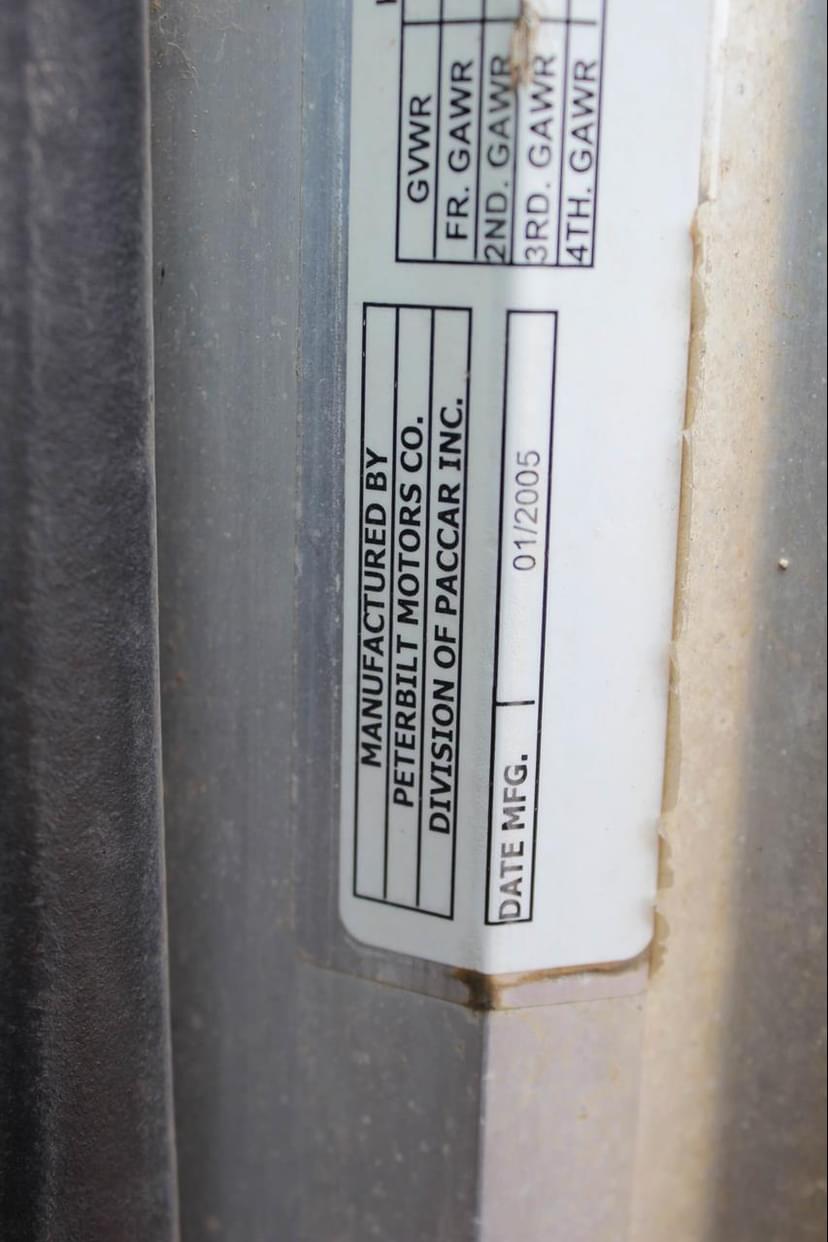 MANUFACTURED BY
PETERBILT MOTORS CO.
DIVISION OF PACCAR INC.
DATE MFG. 01/2005
GVWR
FR. GAWR
2ND. GAWR
3RD. GAWR
4TH. GAWR